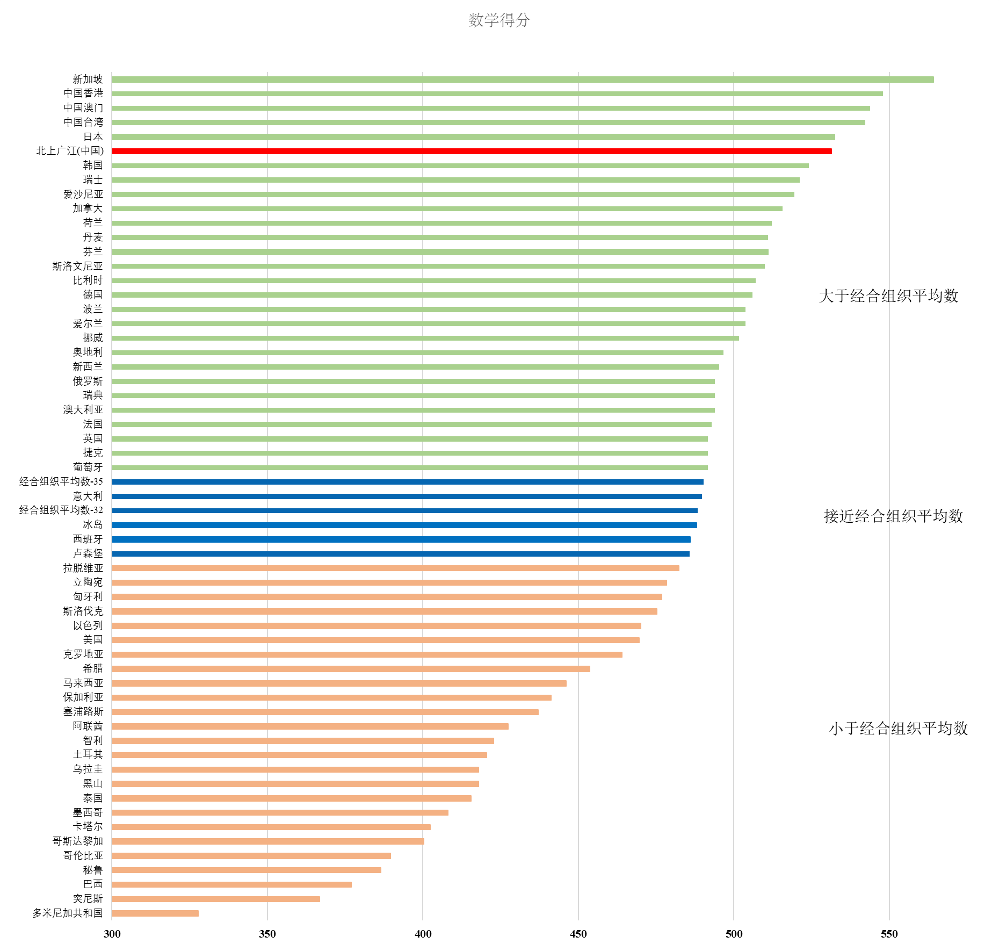 数学得分
新加坡
中国香港
中国澳门
中国台湾
日本
北上广江(中国)
韩国
瑞士
爱沙尼亚
加拿大
荷兰
丹麦
芬兰
斯洛文尼亚
比利时
德国
大于经合组织平均数
波兰
爱尔兰
挪威
奥地利
新西兰
俄罗斯
瑞典
澳大利亚
法国
英国
捷克
葡萄牙
经合组织平均数-35
意大利
经合组织平均数-32
接近经合组织平均数
冰岛
西班牙
卢森堡
拉脱维亚
立陶宛
匈牙利
斯洛伐克
以色列
美国
克罗地亚
希腊
马来西亚
保加利亚
塞浦路斯
阿联酋
小于经合组织平均数
智利
土耳其
乌拉圭
黑山
泰国
墨西哥
卡塔尔
哥斯达黎加
哥伦比亚
秘鲁
巴西
突尼斯
多米尼加共和国
300 350 400 450 500 550